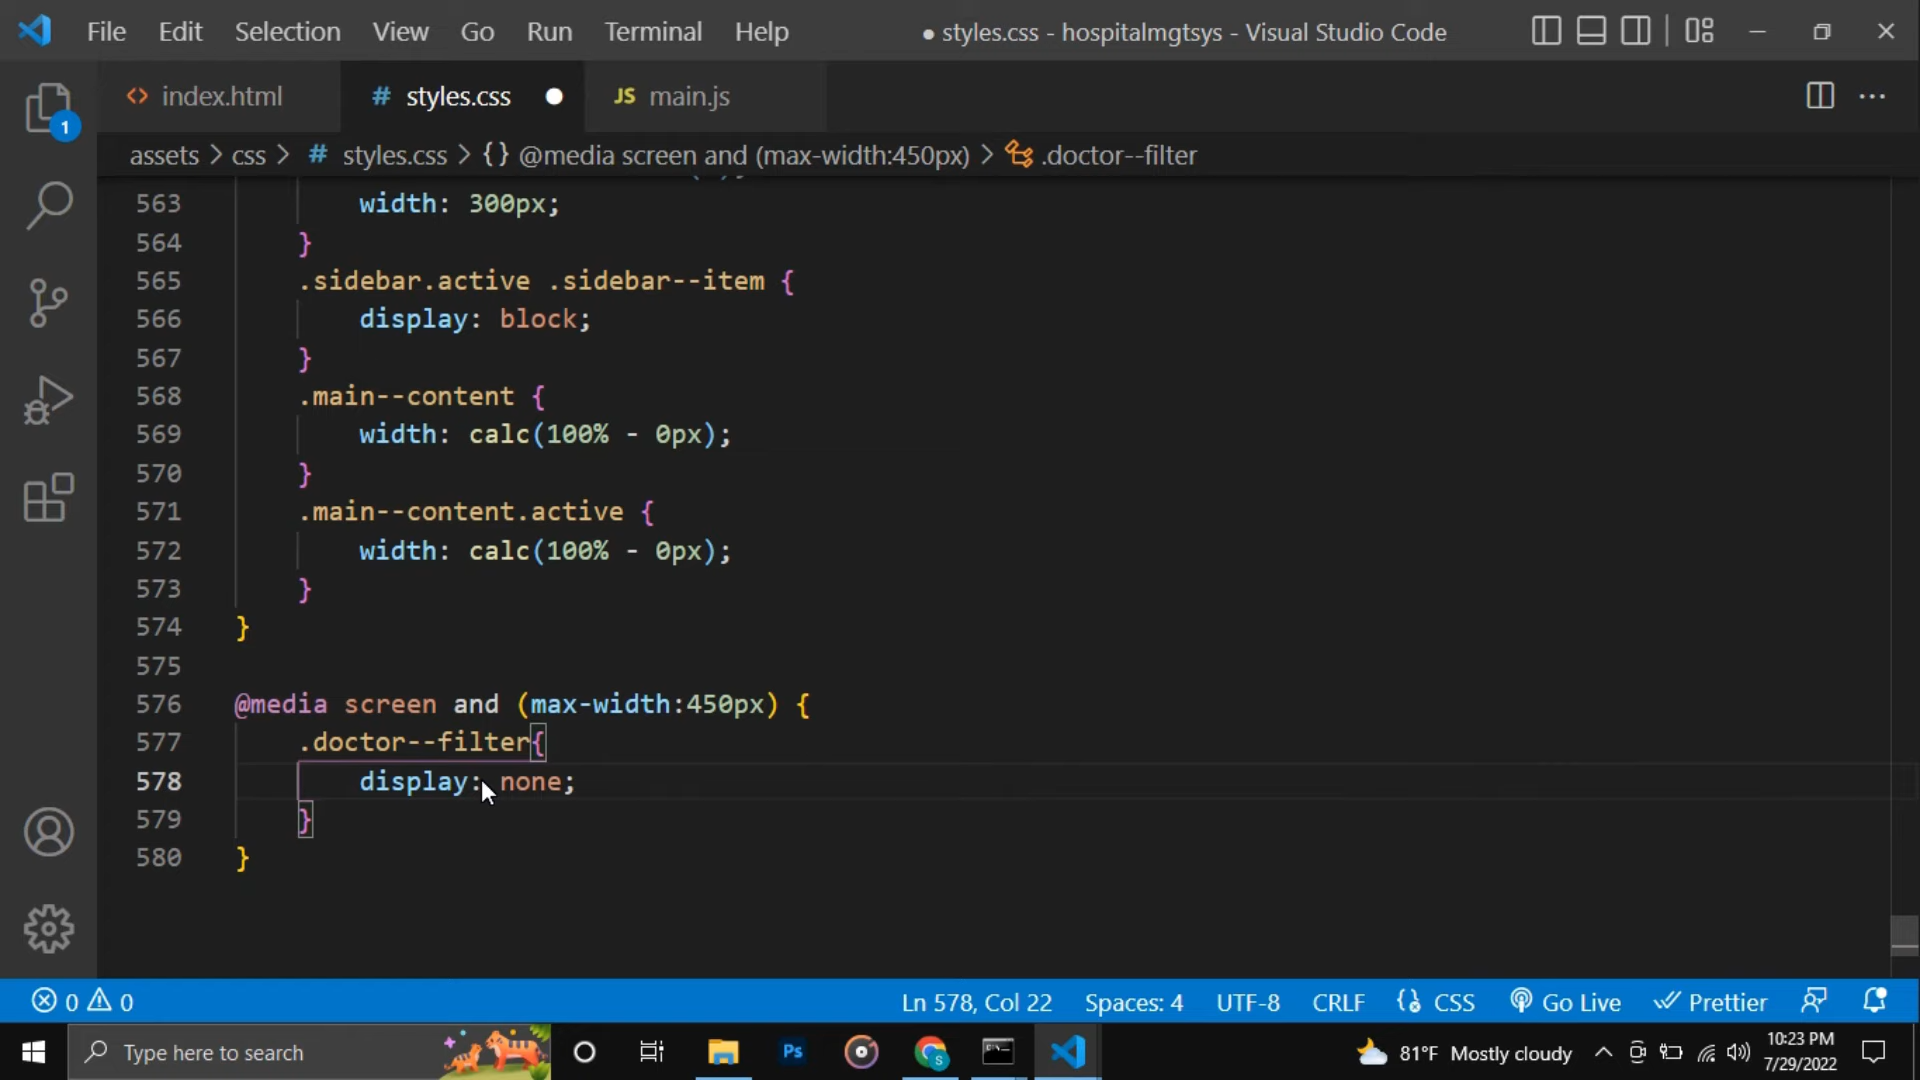 File Edit Selection View Go Run Terminal Help ● styles.css - hospitalmgtsys - Visual Studio Code
<> index.html # styles.css ● JS main.js ...
1
assets > css > # styles.css > {} @media screen and (max-width:450px) > .doctor--filter
563 width: 300px;
564 }
565 .sidebar.active .sidebar--item {
566 display: block;
567 }
568 .main--content {
569 width: calc(100% - 0px);
570 }
571 .main--content.active {
572 width: calc(100% - 0px);
573 }
574 }
575
576 @media screen and (max-width:450px) {
577 .doctor--filter{
578 display: none;
579 }
580 }
0 0 Ln 578, Col 22 Spaces: 4 UTF-8 CRLF CSS Go Live Prettier
Type here to search Ps 81°F Mostly cloudy 10:23 PM
7/29/2022